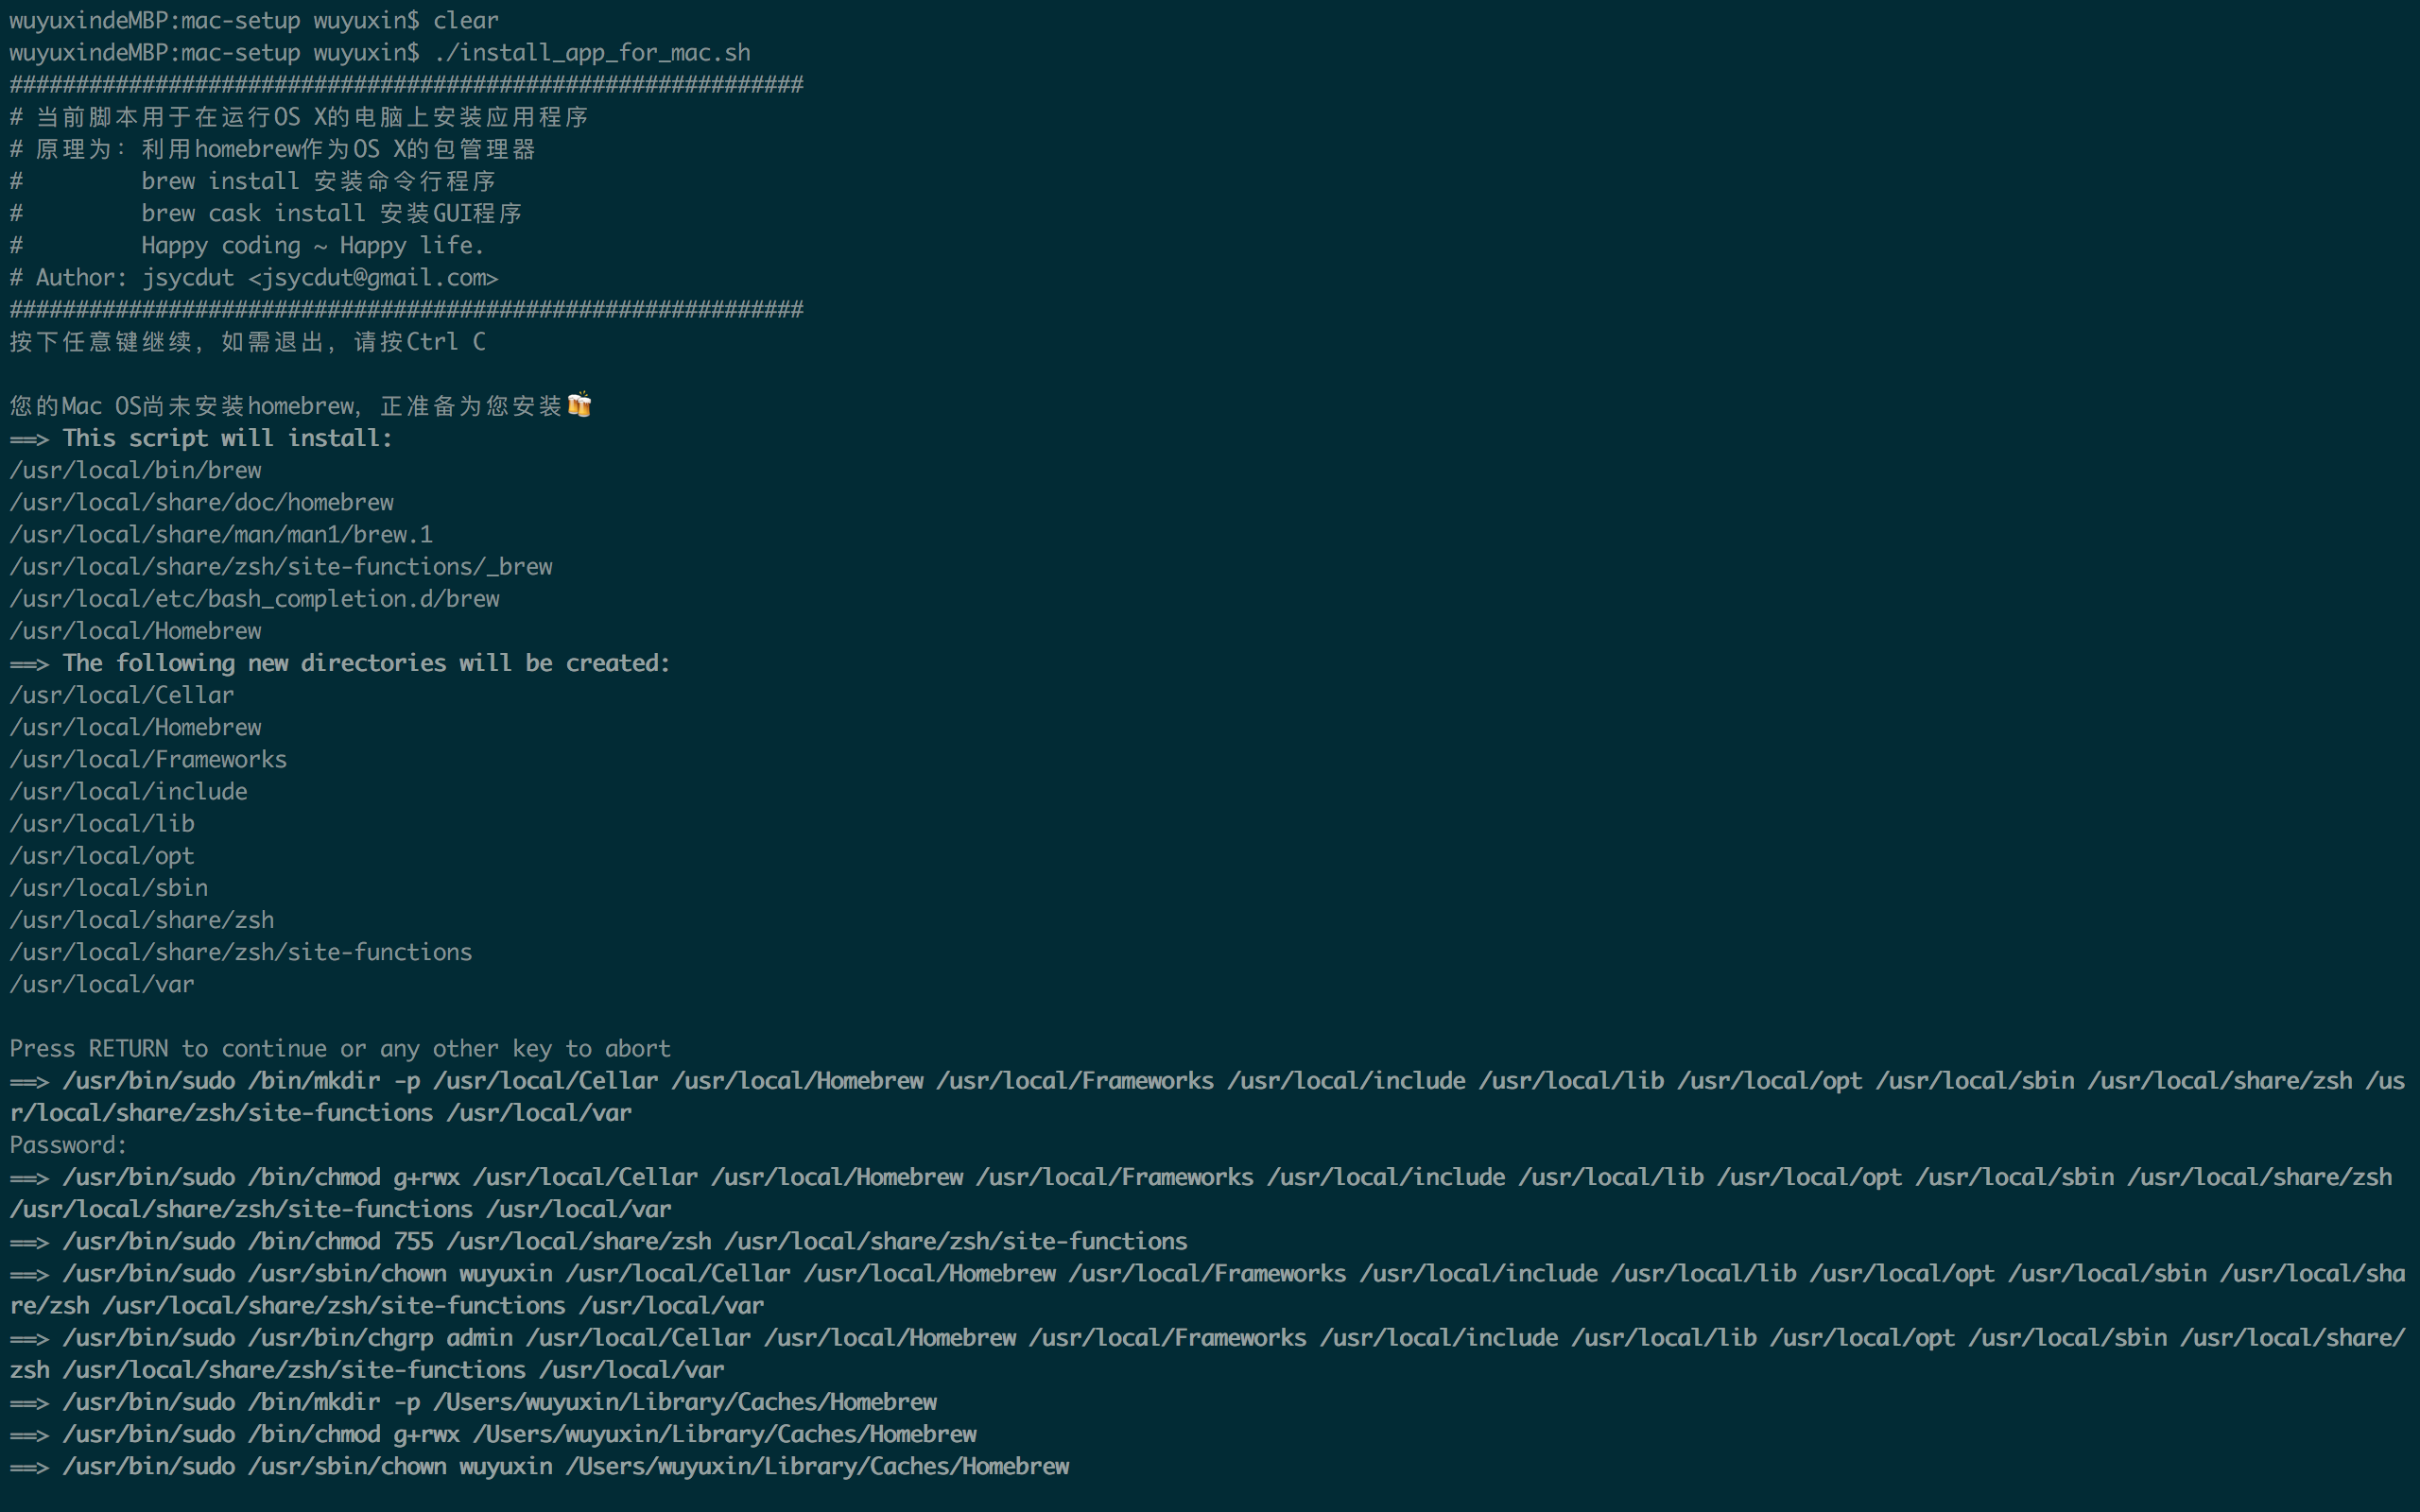 wuyuxindeMBP:mac-setup wuyuxin$ clear
wuyuxindeMBP:mac-setup wuyuxin$ ./install_app_for_mac.sh
############################################################
# 当前脚本用于在运行OS X的电脑上安装应用程序
# 原理为：利用homebrew作为OS X的包管理器
#         brew install 安装命令行程序
#         brew cask install 安装GUI程序
#         Happy coding ~ Happy life.
# Author: jsycdut <jsycdut@gmail.com>
############################################################
按下任意键继续，如需退出，请按Ctrl C

您的Mac OS尚未安装homebrew, 正准备为您安装🍻
==> This script will install:
/usr/local/bin/brew
/usr/local/share/doc/homebrew
/usr/local/share/man/man1/brew.1
/usr/local/share/zsh/site-functions/_brew
/usr/local/etc/bash_completion.d/brew
/usr/local/Homebrew
==> The following new directories will be created:
/usr/local/Cellar
/usr/local/Homebrew
/usr/local/Frameworks
/usr/local/include
/usr/local/lib
/usr/local/opt
/usr/local/sbin
/usr/local/share/zsh
/usr/local/share/zsh/site-functions
/usr/local/var

Press RETURN to continue or any other key to abort
==> /usr/bin/sudo /bin/mkdir -p /usr/local/Cellar /usr/local/Homebrew /usr/local/Frameworks /usr/local/include /usr/local/lib /usr/local/opt /usr/local/sbin /usr/local/share/zsh /us
r/local/share/zsh/site-functions /usr/local/var
Password:
==> /usr/bin/sudo /bin/chmod g+rwx /usr/local/Cellar /usr/local/Homebrew /usr/local/Frameworks /usr/local/include /usr/local/lib /usr/local/opt /usr/local/sbin /usr/local/share/zsh
/usr/local/share/zsh/site-functions /usr/local/var
==> /usr/bin/sudo /bin/chmod 755 /usr/local/share/zsh /usr/local/share/zsh/site-functions
==> /usr/bin/sudo /usr/sbin/chown wuyuxin /usr/local/Cellar /usr/local/Homebrew /usr/local/Frameworks /usr/local/include /usr/local/lib /usr/local/opt /usr/local/sbin /usr/local/sha
re/zsh /usr/local/share/zsh/site-functions /usr/local/var
==> /usr/bin/sudo /usr/bin/chgrp admin /usr/local/Cellar /usr/local/Homebrew /usr/local/Frameworks /usr/local/include /usr/local/lib /usr/local/opt /usr/local/sbin /usr/local/share/
zsh /usr/local/share/zsh/site-functions /usr/local/var
==> /usr/bin/sudo /bin/mkdir -p /Users/wuyuxin/Library/Caches/Homebrew
==> /usr/bin/sudo /bin/chmod g+rwx /Users/wuyuxin/Library/Caches/Homebrew
==> /usr/bin/sudo /usr/sbin/chown wuyuxin /Users/wuyuxin/Library/Caches/Homebrew